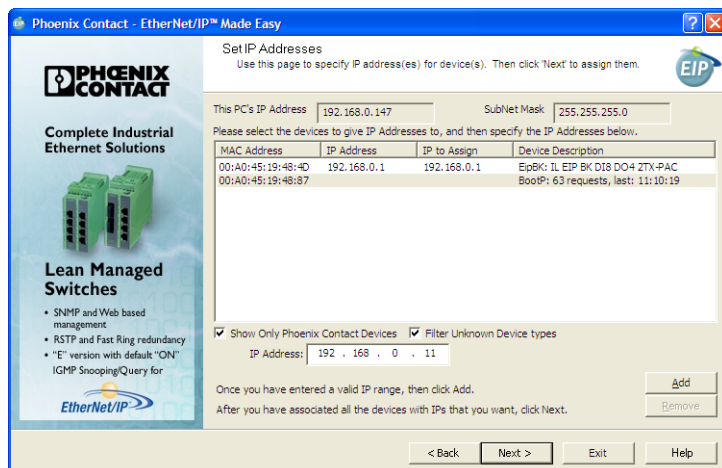 Phoenix Contact - EtherNet/IP™ Made Easy
PHŒNIX
CONTACT
Complete Industrial
Ethernet Solutions
Lean Managed
Switches
• SNMP and Web based
management
• RSTP and Fast Ring redundancy
• "E" version with default "ON"
IGMP Snooping/Query for
EtherNet/IP
Set IP Addresses
Use this page to specify IP address(es) for device(s). Then click 'Next' to assign them.
EIP
This PC's IP Address 192.168.0.147 SubNet Mask 255.255.255.0
Please select the devices to give IP Addresses to, and then specify the IP Addresses below.
MAC Address IP Address IP to Assign Device Description
00:A0:45:19:48:4D 192.168.0.1 192.168.0.1 EipBK: IL EIP BK DI8 DO4 2TX-PAC
00:A0:45:19:48:87 BootP: 63 requests, last: 11:10:19
Show Only Phoenix Contact Devices Filter Unknown Device types
IP Address: 192 . 168 . 0 . 11
Once you have entered a valid IP range, then click Add.
Add
After you have associated all the devices with IPs that you want, click Next.
Remove
< Back Next > Exit Help